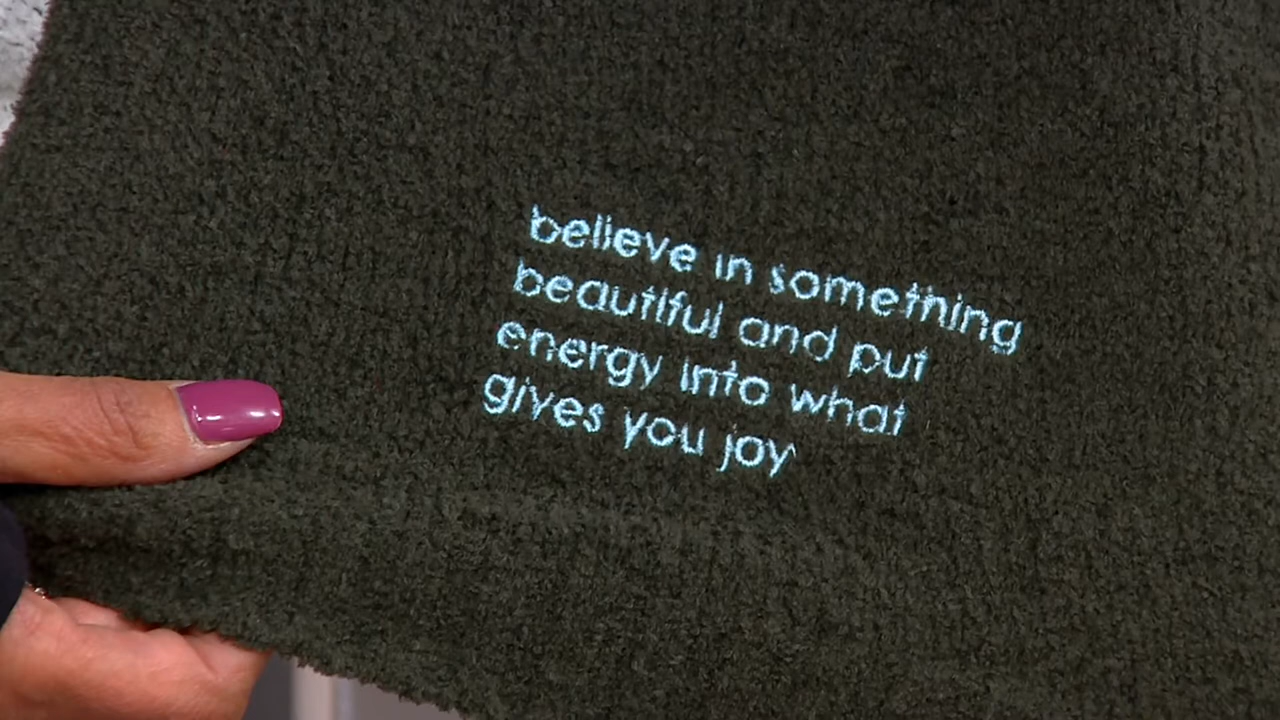 believe in something
beautiful and put
energy into what
gives you joy